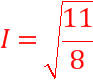 I = √(11/8)